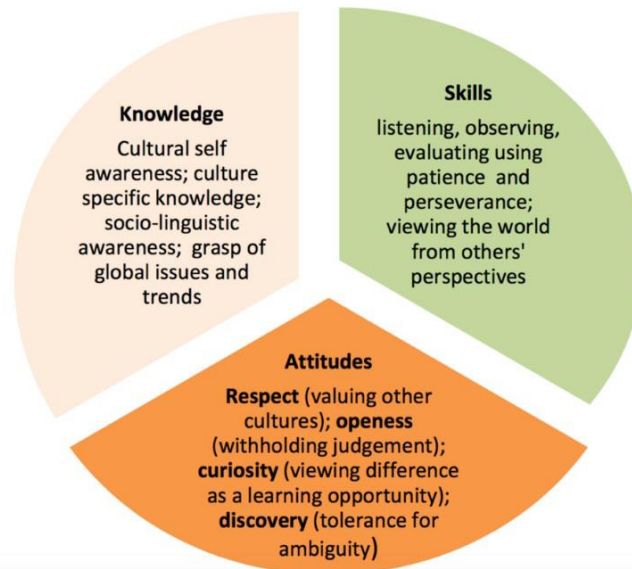 Knowledge
Cultural self
awareness; culture
specific knowledge;
socio-linguistic
awareness; grasp of
global issues and
trends
Skills
listening, observing,
evaluating using
patience and
perseverance;
viewing the world
from others'
perspectives
Attitudes
Respect (valuing other
cultures); openess
(withholding judgement);
curiosity (viewing difference
as a learning opportunity);
discovery (tolerance for
ambiguity)